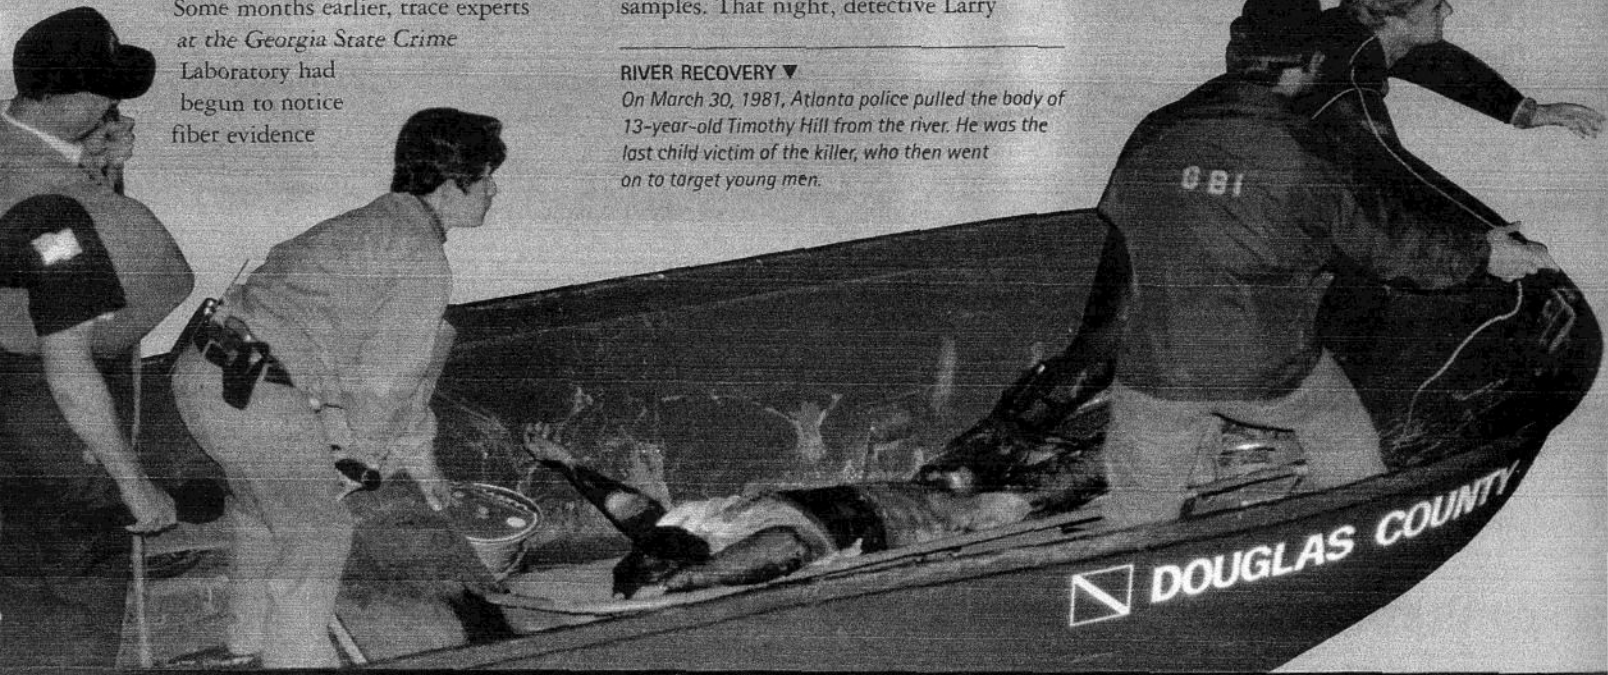 Some months earlier, trace experts
at the Georgia State Crime
Laboratory had
begun to notice
fiber evidence
samples. That night, detective Larry
RIVER RECOVERY ▼
On March 30, 1981, Atlanta police pulled the body of
13-year-old Timothy Hill from the river. He was the
last child victim of the killer, who then went
on to target young men.
GBI
DOUGLAS COUNTY